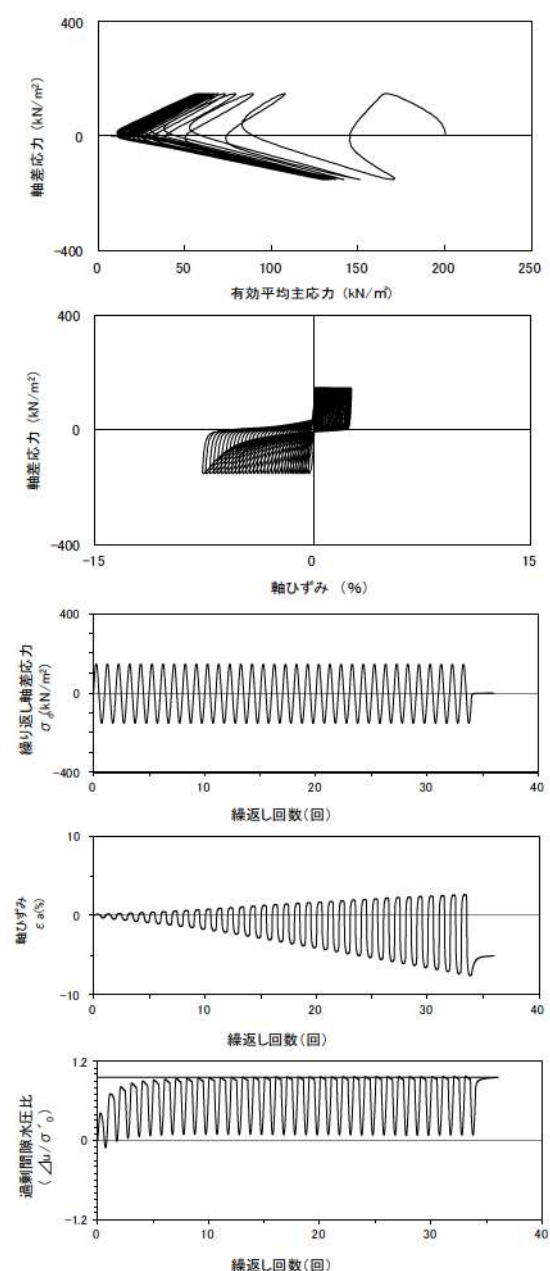 400
0
-400
軸差応力 (kN/m²)
0 50 100 150 200 250
有効平均主応力 (kN/㎡)
400
0
-400
軸差応力 (kN/m²)
-15 0 15
軸ひずみ (%)
400
0
-400
繰り返し軸差応力
σd(kN/m²)
0 10 20 30 40
繰返し回数(回)
10
0
-10
軸ひずみ
εa(%)
0 10 20 30 40
繰返し回数(回)
1.2
0
-1.2
過剰間隙水圧比
(⊿u/σ'0)
0 10 20 30 40
繰返し回数(回)